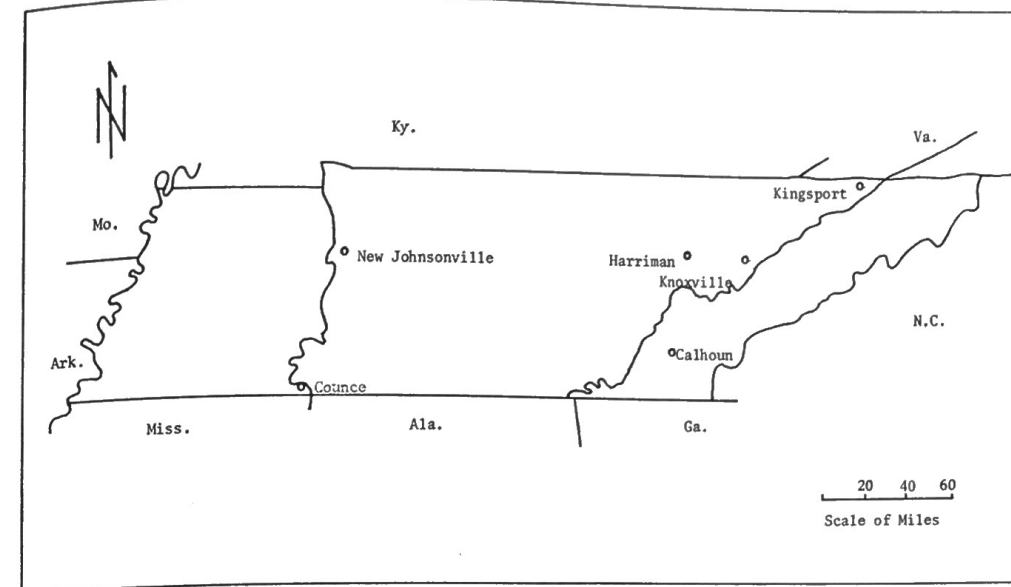 N
Ky.
Va.
Kingsport
Mo.
New Johnsonville
Harriman
Knoxville
N.C.
Calhoun
Ark.
Counce
Miss.
Ala.
Ga.
20 40 60
Scale of Miles